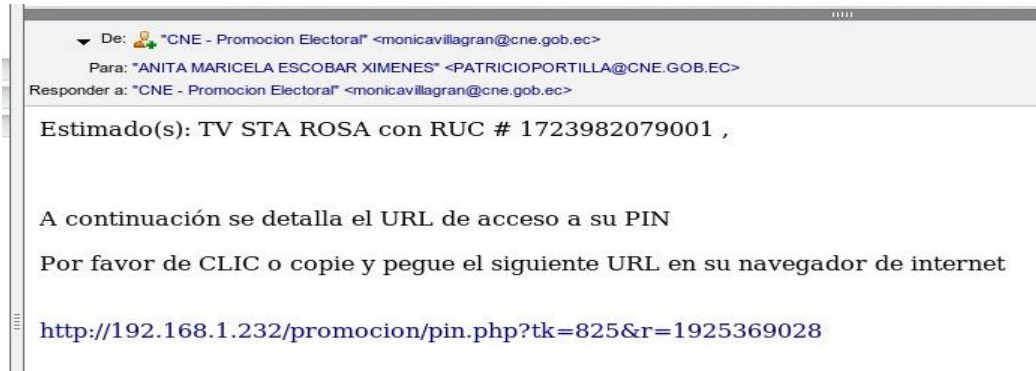 De: "CNE - Promocion Electoral" <monicavillagran@cne.gob.ec>
Para: "ANITA MARICELA ESCOBAR XIMENES" <PATRICIOPORTILLA@CNE.GOB.EC>
Responder a: "CNE - Promocion Electoral" <monicavillagran@cne.gob.ec>
Estimado(s): TV STA ROSA con RUC # 1723982079001 ,
A continuación se detalla el URL de acceso a su PIN
Por favor de CLIC o copie y pegue el siguiente URL en su navegador de internet
http://192.168.1.232/promocion/pin.php?tk=825&r=1925369028